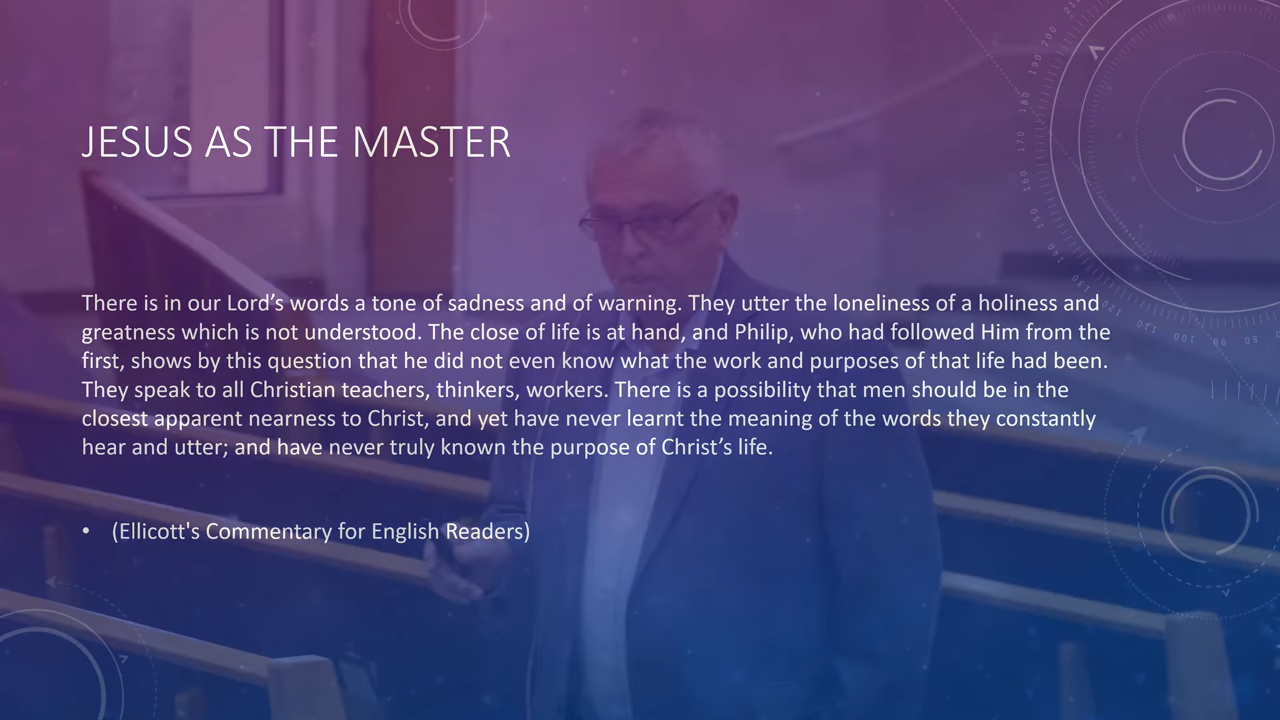 JESUS AS THE MASTER
There is in our Lord’s words a tone of sadness and of warning. They utter the loneliness of a holiness and
greatness which is not understood. The close of life is at hand, and Philip, who had followed Him from the
first, shows by this question that he did not even know what the work and purposes of that life had been.
They speak to all Christian teachers, thinkers, workers. There is a possibility that men should be in the
closest apparent nearness to Christ, and yet have never learnt the meaning of the words they constantly
hear and utter; and have never truly known the purpose of Christ’s life.
• (Ellicott's Commentary for English Readers)